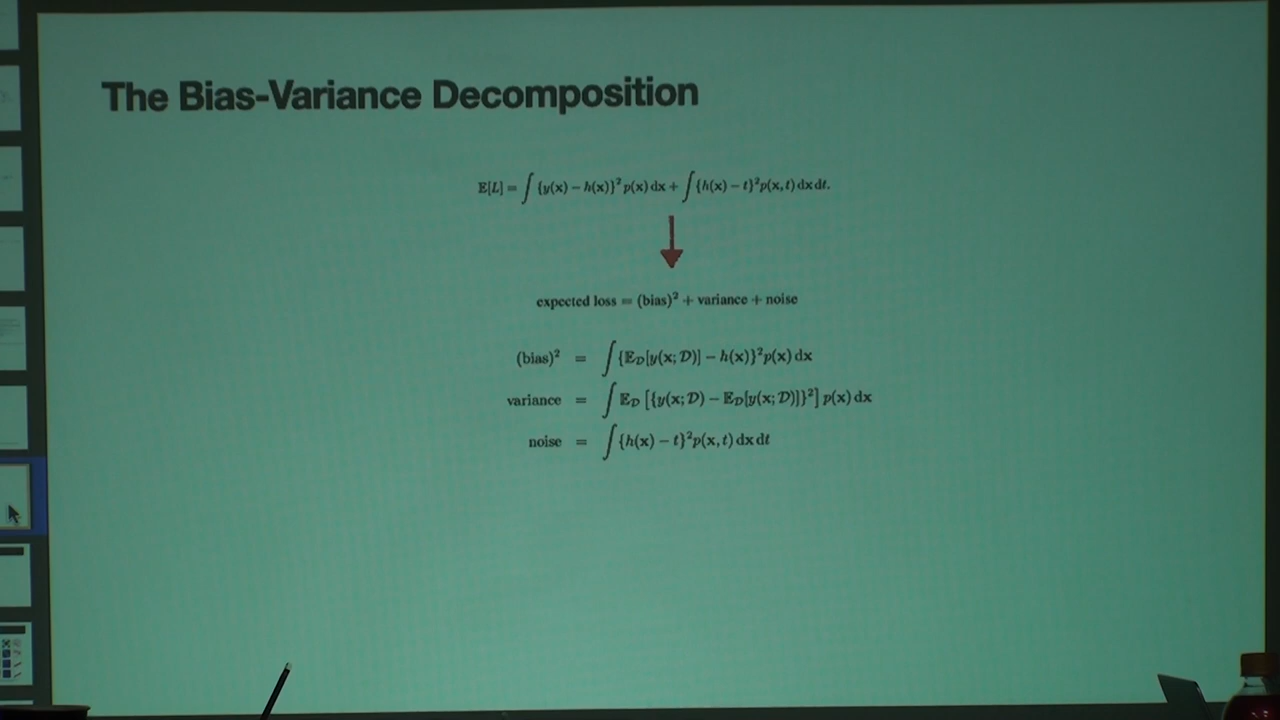 The Bias-Variance Decomposition
𝔼[L] = ∫ {y(x) − h(x)}² p(x) dx + ∫ {h(x) − t}² p(x, t) dx dt.
expected loss = (bias)² + variance + noise
(bias)² = ∫ {𝔼_𝒟[y(x; 𝒟)] − h(x)}² p(x) dx
variance = ∫ 𝔼_𝒟 [{y(x; 𝒟) − 𝔼_𝒟[y(x; 𝒟)]}²] p(x) dx
noise = ∫ {h(x) − t}² p(x, t) dx dt